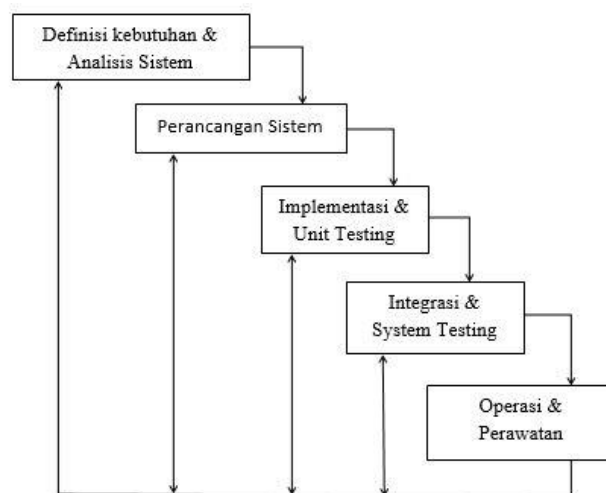 Definisi kebutuhan &
Analisis Sistem
Perancangan Sistem
Implementasi &
Unit Testing
Integrasi &
System Testing
Operasi &
Perawatan